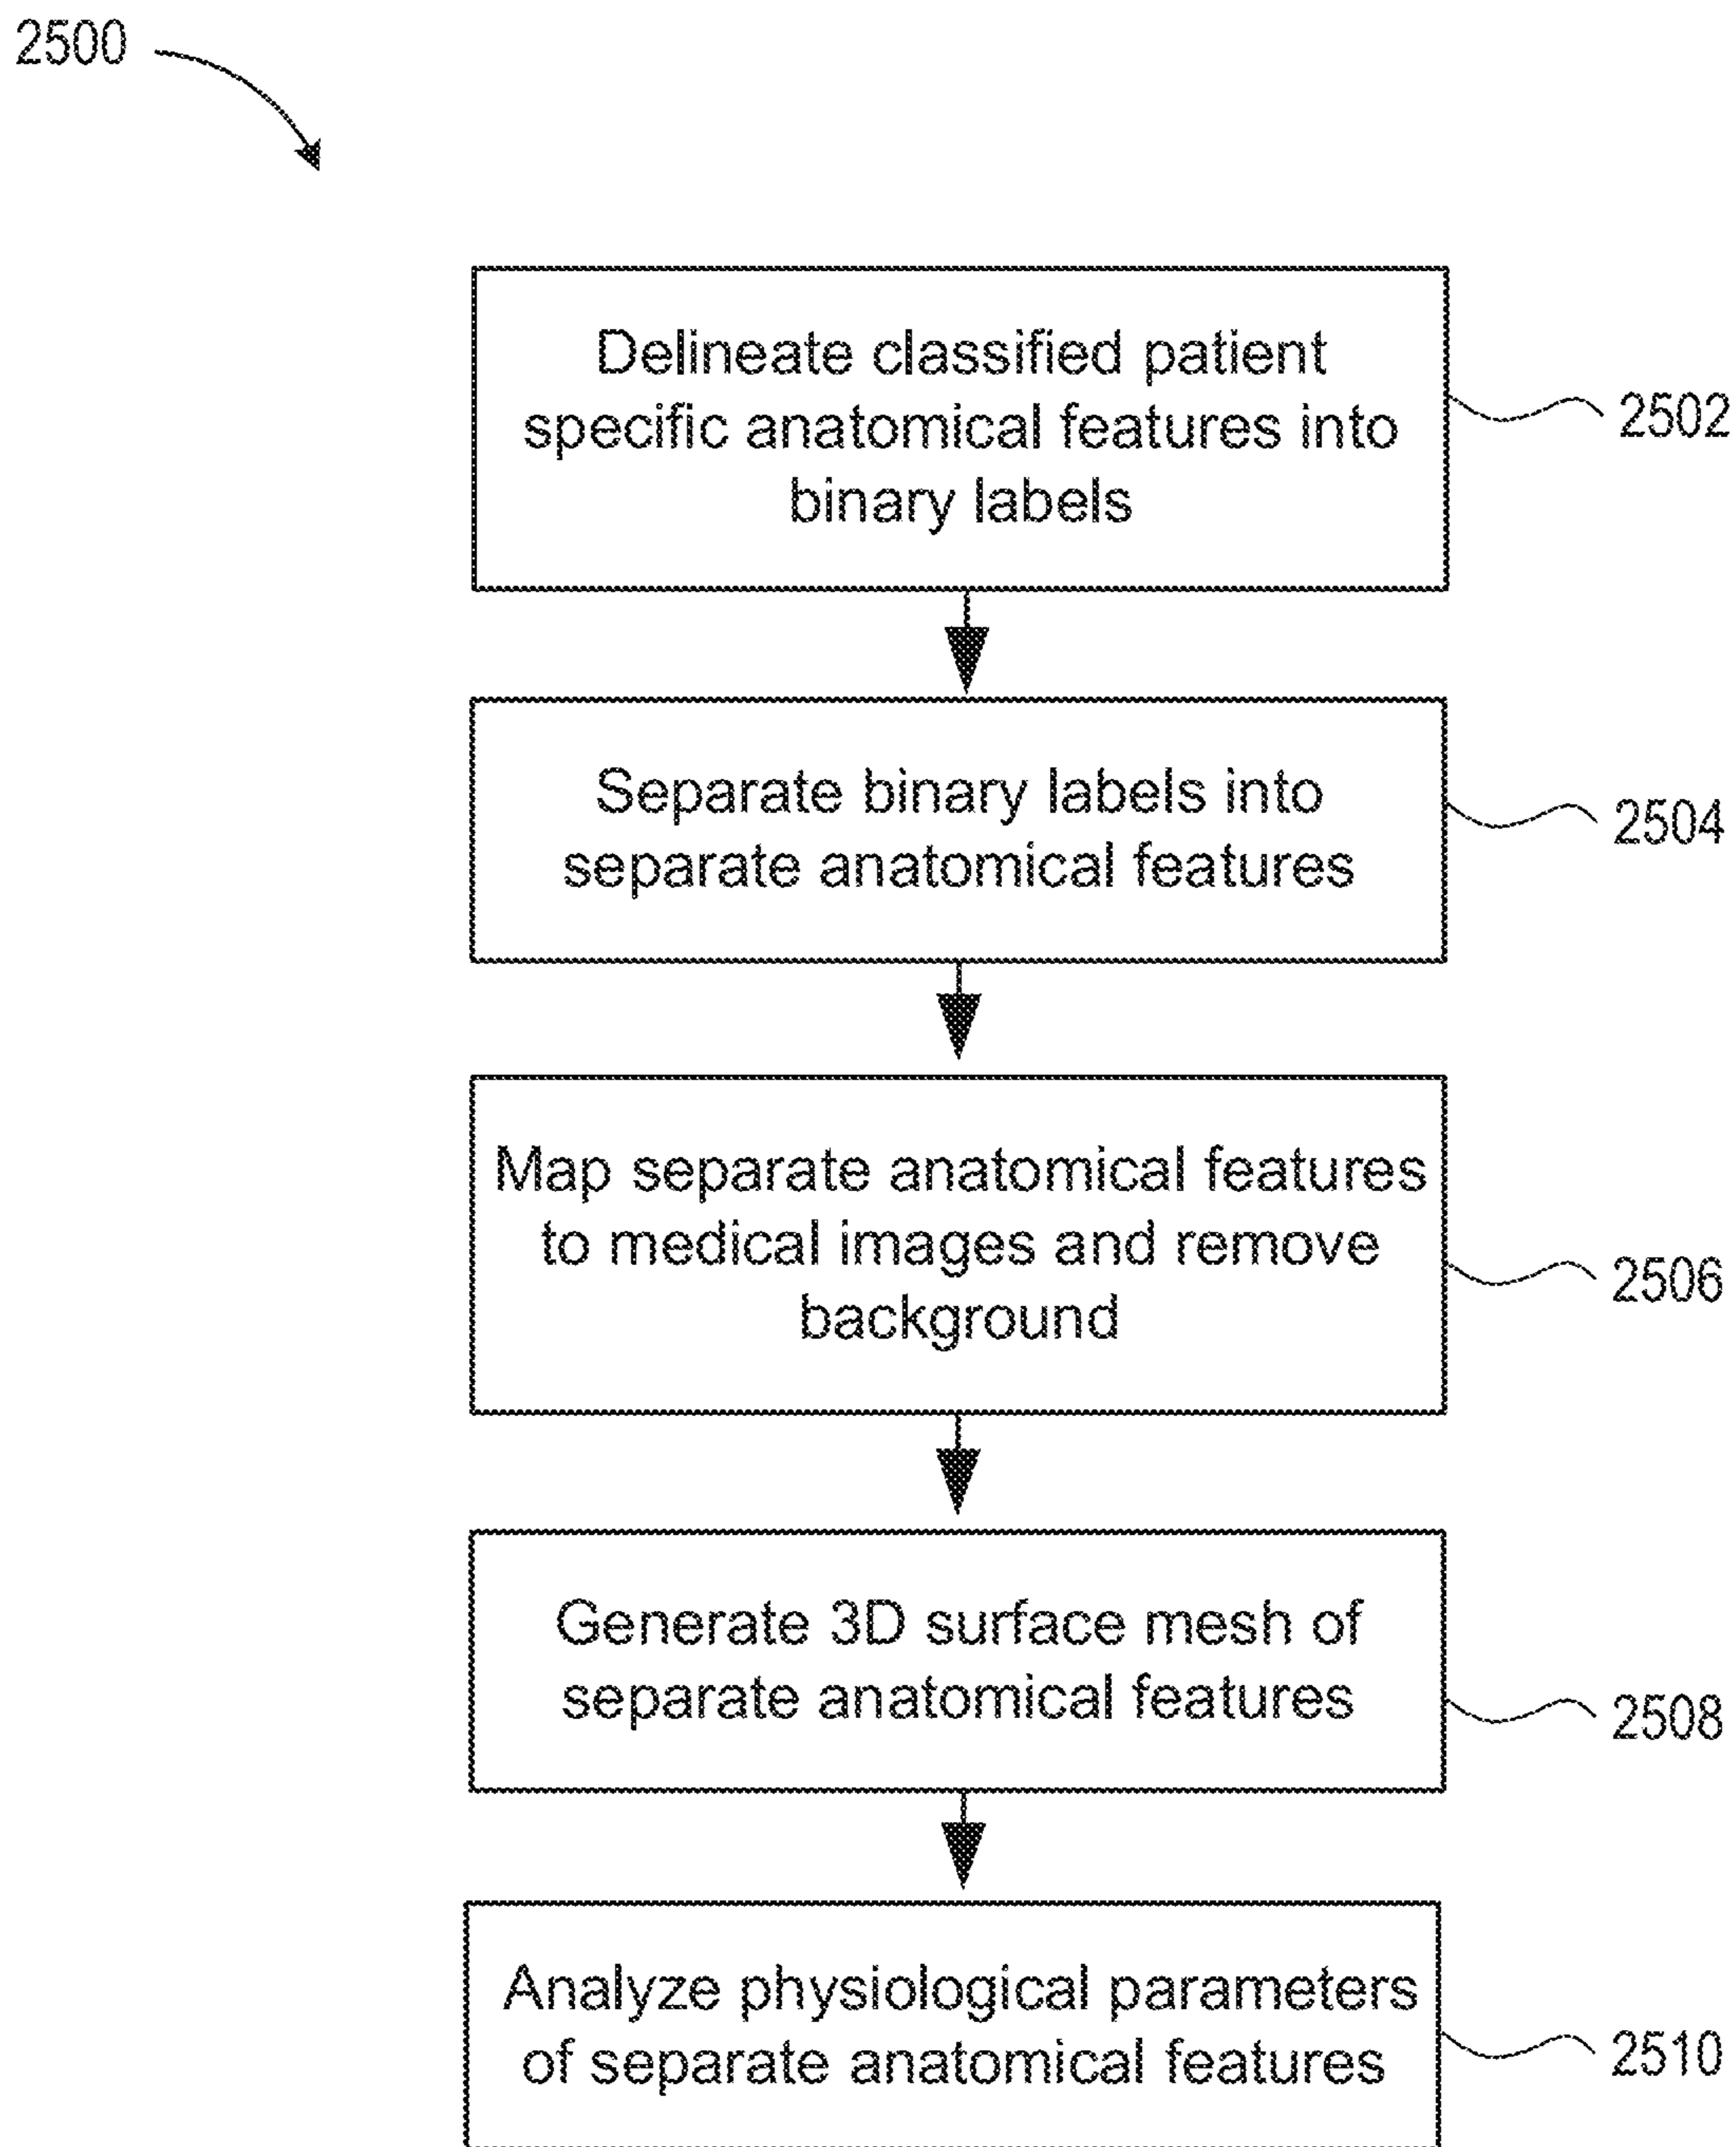 2500
Delineate classified patient
specific anatomical features into
binary labels
2502
Separate binary labels into
separate anatomical features
2504
Map separate anatomical features
to medical images and remove
background
2506
Generate 3D surface mesh of
separate anatomical features
2508
Analyze physiological parameters
of separate anatomical features
2510